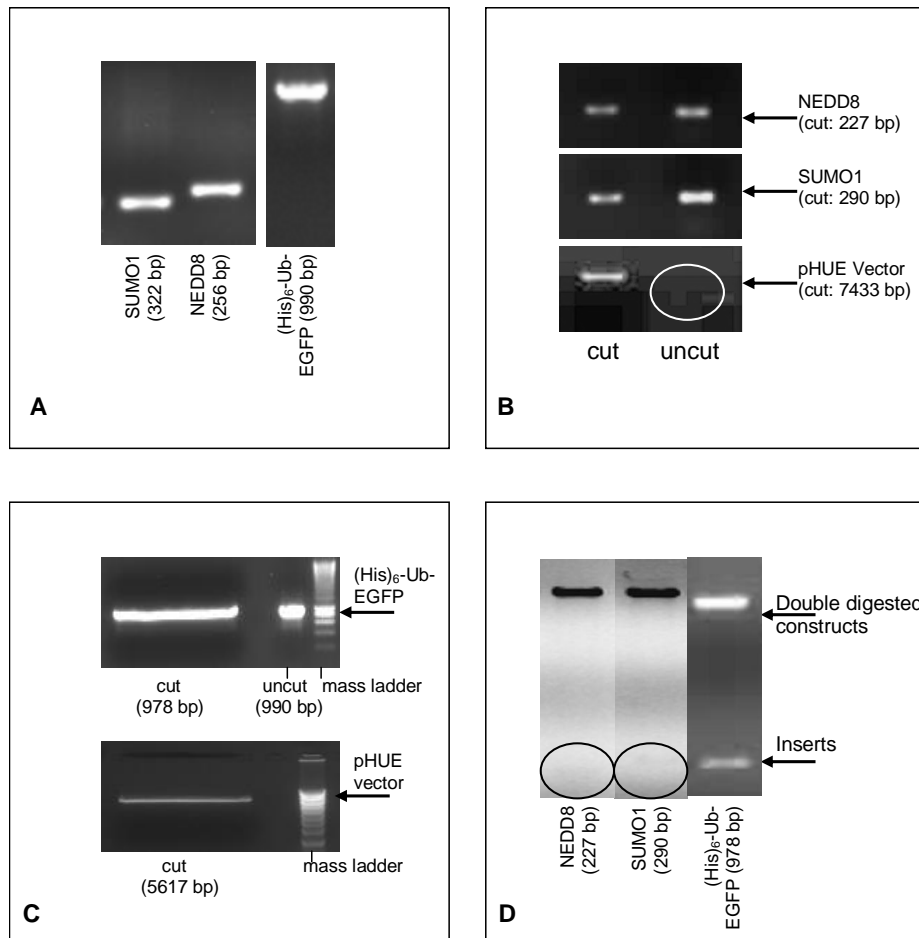 SUMO1
(322 bp)
NEDD8
(256 bp)
(His)6-Ub-
EGFP (990 bp)
A
NEDD8
(cut: 227 bp)
SUMO1
(cut: 290 bp)
pHUE Vector
(cut: 7433 bp)
cut uncut
B
(His)6-Ub-
EGFP
cut uncut mass ladder
(978 bp) (990 bp)
pHUE
vector
cut mass ladder
(5617 bp)
C
Double digested
constructs
Inserts
NEDD8
(227 bp)
SUMO1
(290 bp)
(His)6-Ub-
EGFP (978 bp)
D